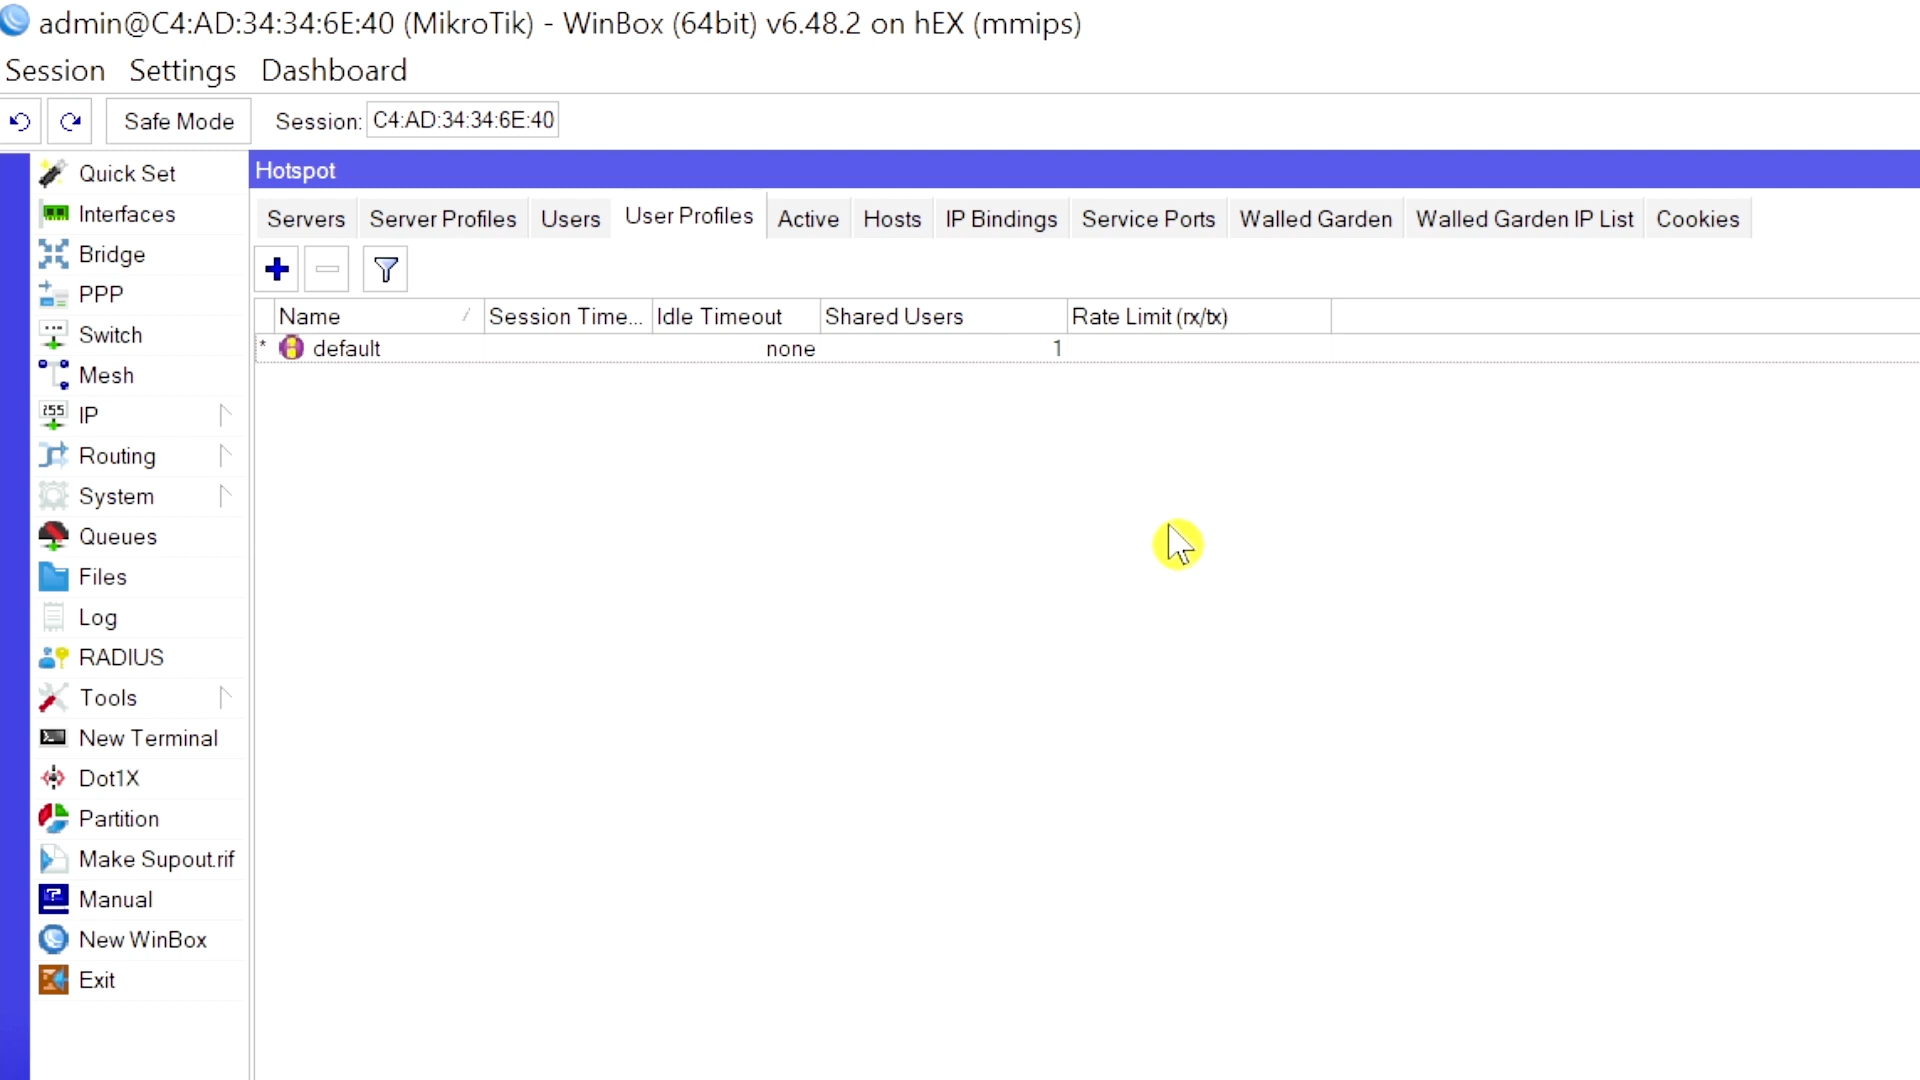 admin@C4:AD:34:34:6E:40 (MikroTik) - WinBox (64bit) v6.48.2 on hEX (mmips)
Session Settings Dashboard
Safe Mode Session: C4:AD:34:34:6E:40
Quick Set
Interfaces
Bridge
PPP
Switch
Mesh
IP
Routing
System
Queues
Files
Log
RADIUS
Tools
New Terminal
Dot1X
Partition
Make Supout.rif
Manual
New WinBox
Exit
Hotspot
Servers Server Profiles Users User Profiles Active Hosts IP Bindings Service Ports Walled Garden Walled Garden IP List Cookies
Name Session Time... Idle Timeout Shared Users Rate Limit (rx/tx)
* default none 1